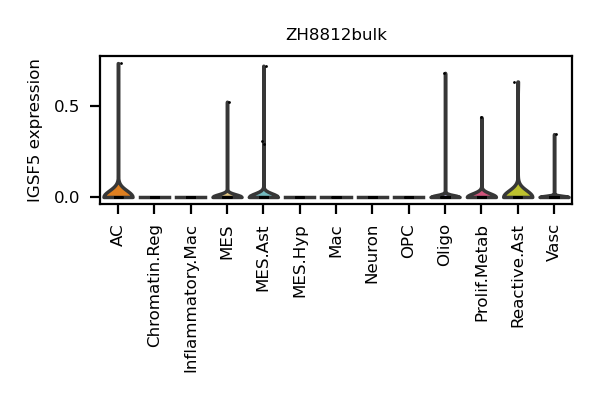 ZH8812bulk
IGSF5 expression
0.5
0.0
AC
Chromatin.Reg
Inflammatory.Mac
MES
MES.Ast
MES.Hyp
Mac
Neuron
OPC
Oligo
Prolif.Metab
Reactive.Ast
Vasc